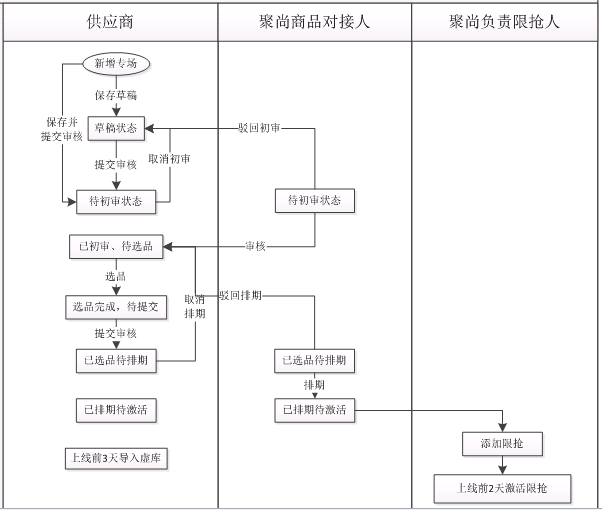 供应商
聚尚商品对接人
聚尚负责限抢人
新增专场
保存草稿
保存并
提交审核
草稿状态
驳回初审
提交审核
取消初审
待初审状态
待初审状态
已初审、待选品
审核
选品
选品完成，待提交
取消
排期
驳回排期
提交审核
已选品待排期
已选品待排期
排期
已排期待激活
已排期待激活
添加限抢
上线前3天导入虚库
上线前2天激活限抢